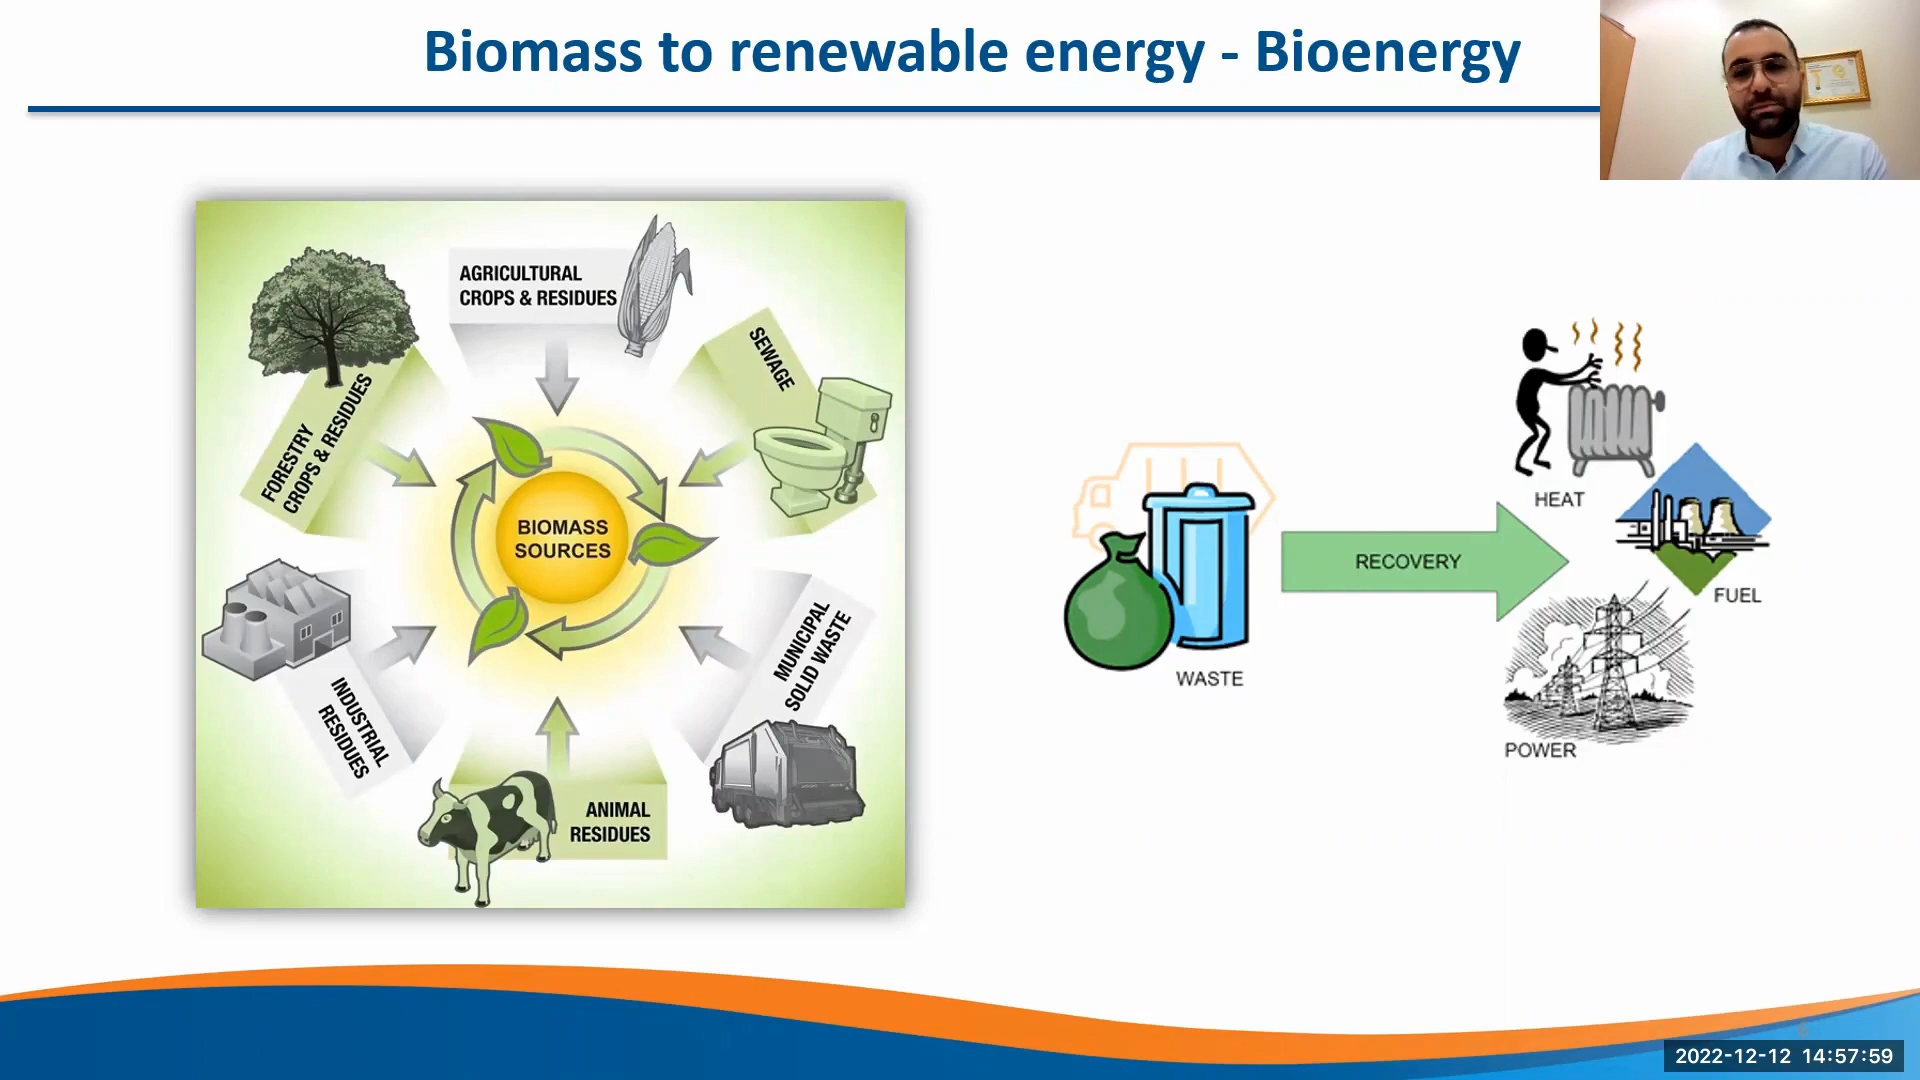 Biomass to renewable energy - Bioenergy
AGRICULTURAL
CROPS & RESIDUES
SEWAGE
FORESTRY
CROPS & RESIDUES
BIOMASS
SOURCES
INDUSTRIAL
RESIDUES
MUNICIPAL
SOLID WASTE
ANIMAL
RESIDUES
WASTE
RECOVERY
HEAT
FUEL
POWER
6
2022-12-12 14:57:59